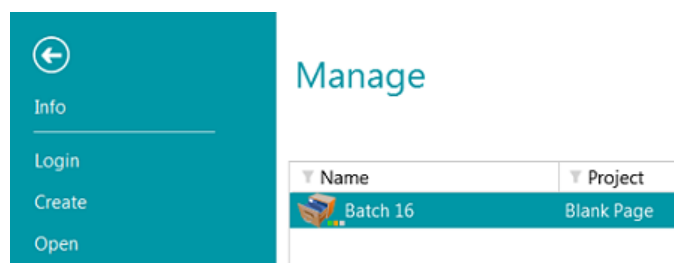 Manage
Info
Login
Create
Open
Name Project
Batch 16 Blank Page